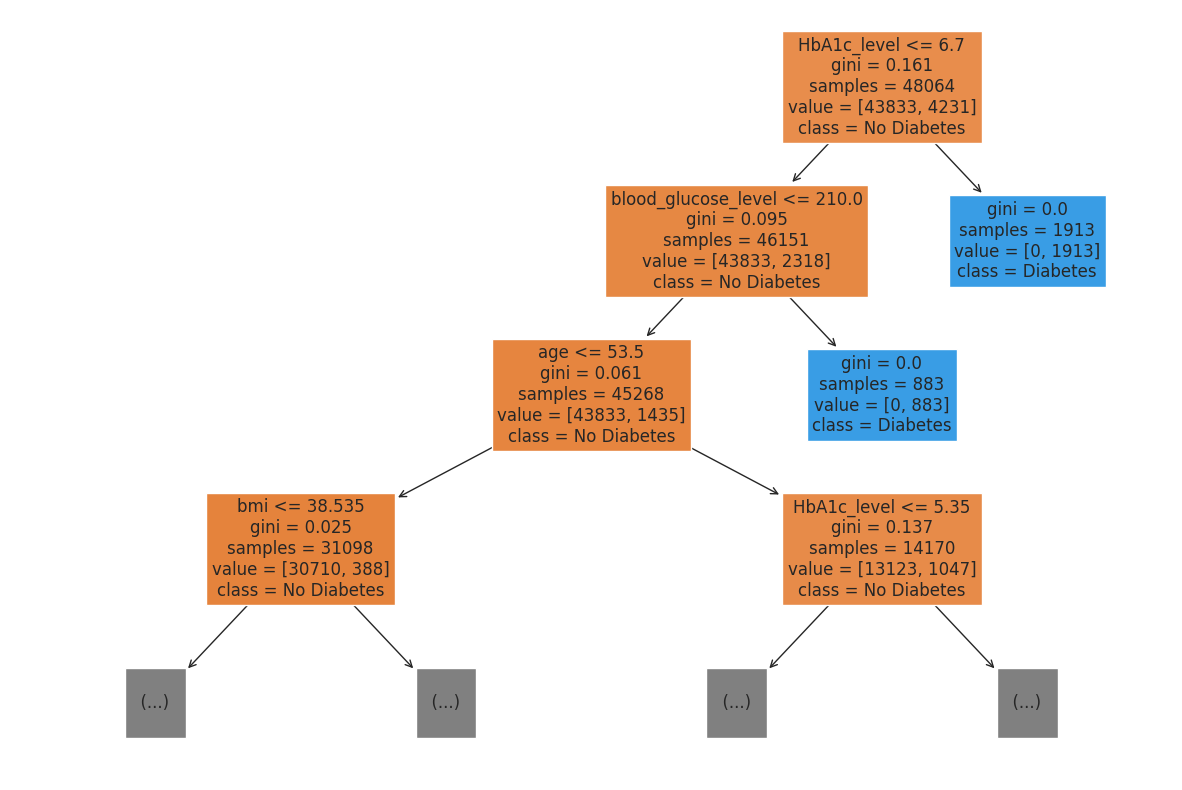 HbA1c_level <= 6.7
gini = 0.161
samples = 48064
value = [43833, 4231]
class = No Diabetes
blood_glucose_level <= 210.0
gini = 0.095
samples = 46151
value = [43833, 2318]
class = No Diabetes
gini = 0.0
samples = 1913
value = [0, 1913]
class = Diabetes
age <= 53.5
gini = 0.061
samples = 45268
value = [43833, 1435]
class = No Diabetes
gini = 0.0
samples = 883
value = [0, 883]
class = Diabetes
bmi <= 38.535
gini = 0.025
samples = 31098
value = [30710, 388]
class = No Diabetes
HbA1c_level <= 5.35
gini = 0.137
samples = 14170
value = [13123, 1047]
class = No Diabetes
(...)
(...)
(...)
(...)